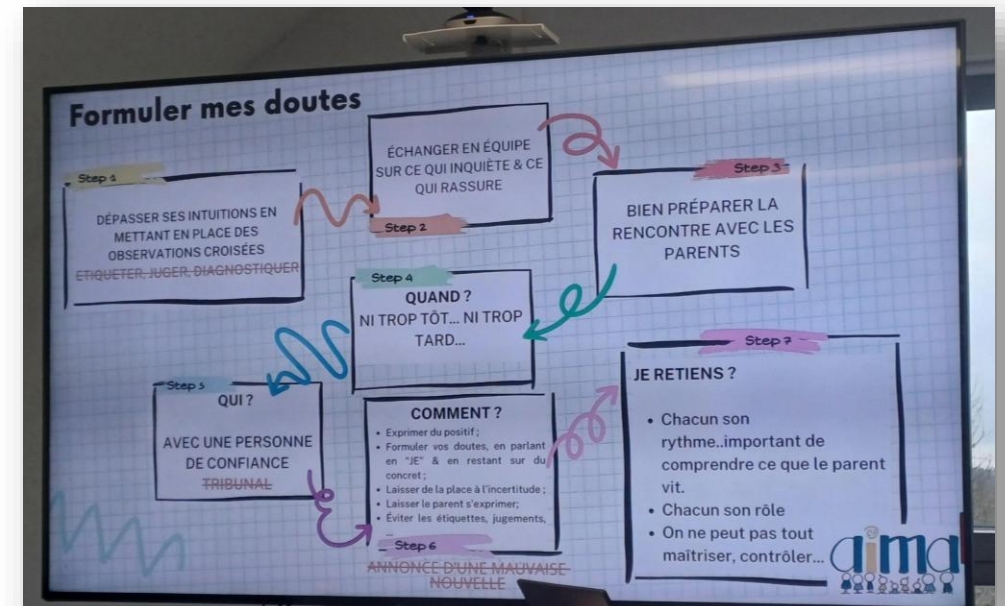 Formuler mes doutes
Step 1
DÉPASSER SES INTUITIONS EN
METTANT EN PLACE DES
OBSERVATIONS CROISÉES
ETIQUETER, JUGER, DIAGNOSTIQUER
ÉCHANGER EN ÉQUIPE
SUR CE QUI INQUIÈTE & CE
QUI RASSURE
Step 2
Step 3
BIEN PRÉPARER LA
RENCONTRE AVEC LES
PARENTS
Step 4
QUAND ?
NI TROP TÔT... NI TROP
TARD...
Step 5
QUI ?
AVEC UNE PERSONNE
DE CONFIANCE
TRIBUNAL
COMMENT ?
• Exprimer du positif ;
• Formuler vos doutes, en parlant
en "JE" & en restant sur du
concret ;
• Laisser de la place à l'incertitude ;
• Laisser le parent s'exprimer;
• Éviter les étiquettes, jugements,
...
Step 6
ANNONCE D'UNE MAUVAISE
NOUVELLE
Step 7
JE RETIENS ?
• Chacun son
rythme..important de
comprendre ce que le parent
vit.
• Chacun son rôle
• On ne peut pas tout
maîtriser, contrôler...
aima